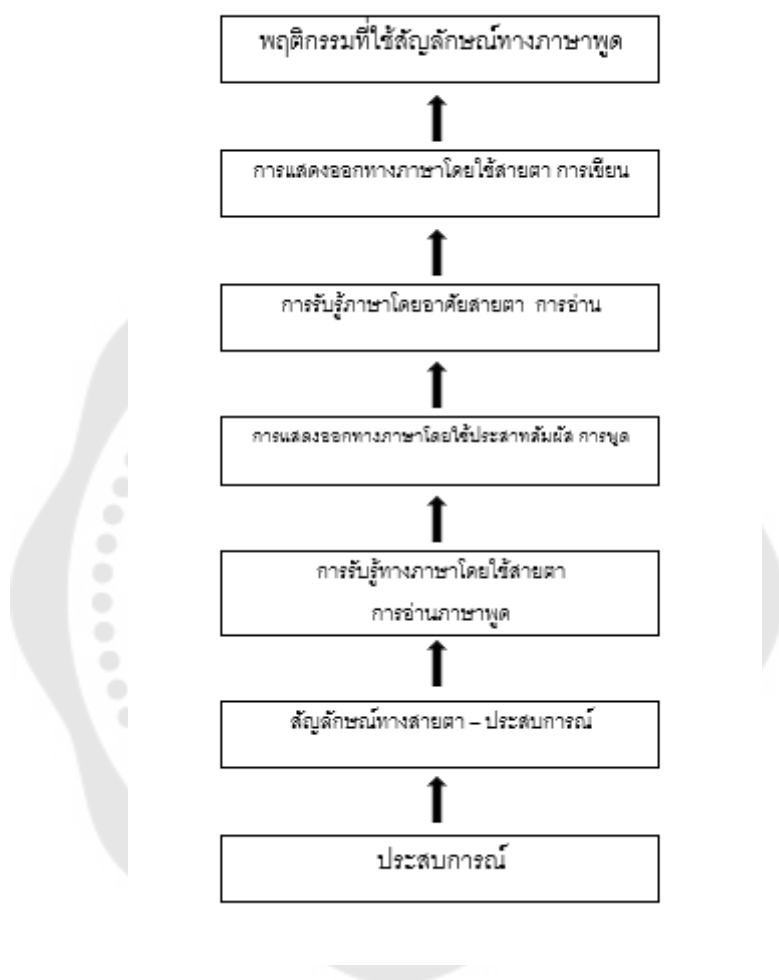 พฤติกรรมที่ใช้สัญลักษณ์ทางภาษาพูด
การแสดงออกทางภาษาโดยใช้สายตา การเขียน
การรับรู้ภาษาโดยอาศัยสายตา การอ่าน
การแสดงออกทางภาษาโดยใช้ประสาทสัมผัส การพูด
การรับรู้ทางภาษาโดยใช้สายตา
การอ่านภาษาพูด
สัญลักษณ์ทางสายตา – ประสบการณ์
ประสบการณ์